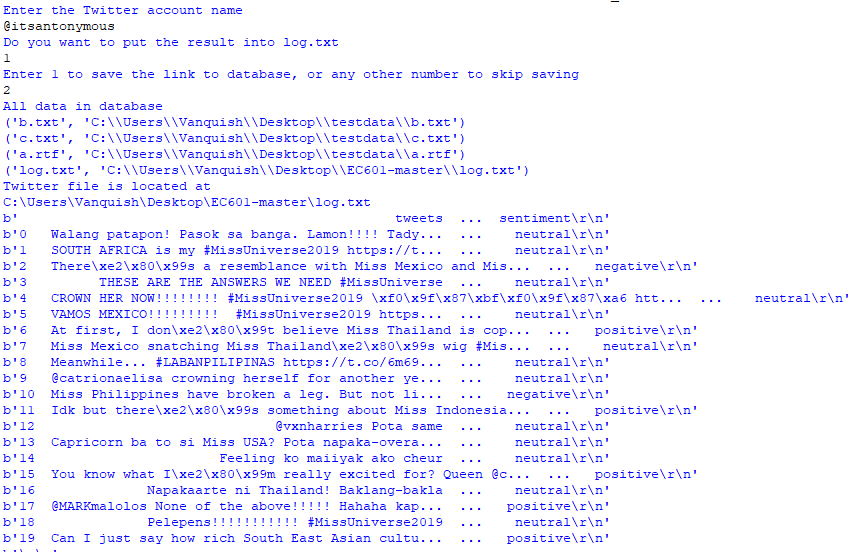 Enter the Twitter account name
@itsantonymous
Do you want to put the result into log.txt
1
Enter 1 to save the link to database, or any other number to skip saving
2
All data in database
('b.txt', 'C:\\Users\\Vanquish\\Desktop\\testdata\\b.txt')
('c.txt', 'C:\\Users\\Vanquish\\Desktop\\testdata\\c.txt')
('a.rtf', 'C:\\Users\\Vanquish\\Desktop\\testdata\\a.rtf')
('log.txt', 'C:\\Users\\Vanquish\\Desktop\\EC601-master\\log.txt')
Twitter file is located at
C:\Users\Vanquish\Desktop\EC601-master\log.txt
b'                                               tweets  ...  sentiment\r\n'
b'0   Walang patapon! Pasok sa banga. Lamon!!!! Tady...  ...    neutral\r\n'
b'1   SOUTH AFRICA is my #MissUniverse2019 https://t...  ...    neutral\r\n'
b'2   There\xe2\x80\x99s a resemblance with Miss Mexico and Mis...  ...   negative\r\n'
b'3         THESE ARE THE ANSWERS WE NEED #MissUniverse  ...    neutral\r\n'
b'4   CROWN HER NOW!!!!!!!! #MissUniverse2019 \xf0\x9f\x87\xbf\xf0\x9f\x87\xa6 htt...  ...    neutral\r\n'
b'5   VAMOS MEXICO!!!!!!!!!  #MissUniverse2019 https...  ...    neutral\r\n'
b'6   At first, I don\xe2\x80\x99t believe Miss Thailand is cop...  ...   positive\r\n'
b'7   Miss Mexico snatching Miss Thailand\xe2\x80\x99s wig #Mis...  ...    neutral\r\n'
b'8   Meanwhile... #LABANPILIPINAS https://t.co/6m69...  ...    neutral\r\n'
b'9   @catrionaelisa crowning herself for another ye...  ...    neutral\r\n'
b'10  Miss Philippines have broken a leg. But not li...  ...   negative\r\n'
b'11  Idk but there\xe2\x80\x99s something about Miss Indonesia...  ...   positive\r\n'
b'12                              @vxnharries Pota same  ...    neutral\r\n'
b'13  Capricorn ba to si Miss USA? Pota napaka-overa...  ...    neutral\r\n'
b'14                       Feeling ko maiiyak ako cheur  ...    neutral\r\n'
b'15  You know what I\xe2\x80\x99m really excited for? Queen @c...  ...   positive\r\n'
b'16              Napakaarte ni Thailand! Baklang-bakla  ...    neutral\r\n'
b'17  @MARKmalolos None of the above!!!!! Hahaha kap...  ...   positive\r\n'
b'18              Pelepens!!!!!!!!!!! #MissUniverse2019  ...    neutral\r\n'
b'19  Can I just say how rich South East Asian cultu...  ...   positive\r\n'